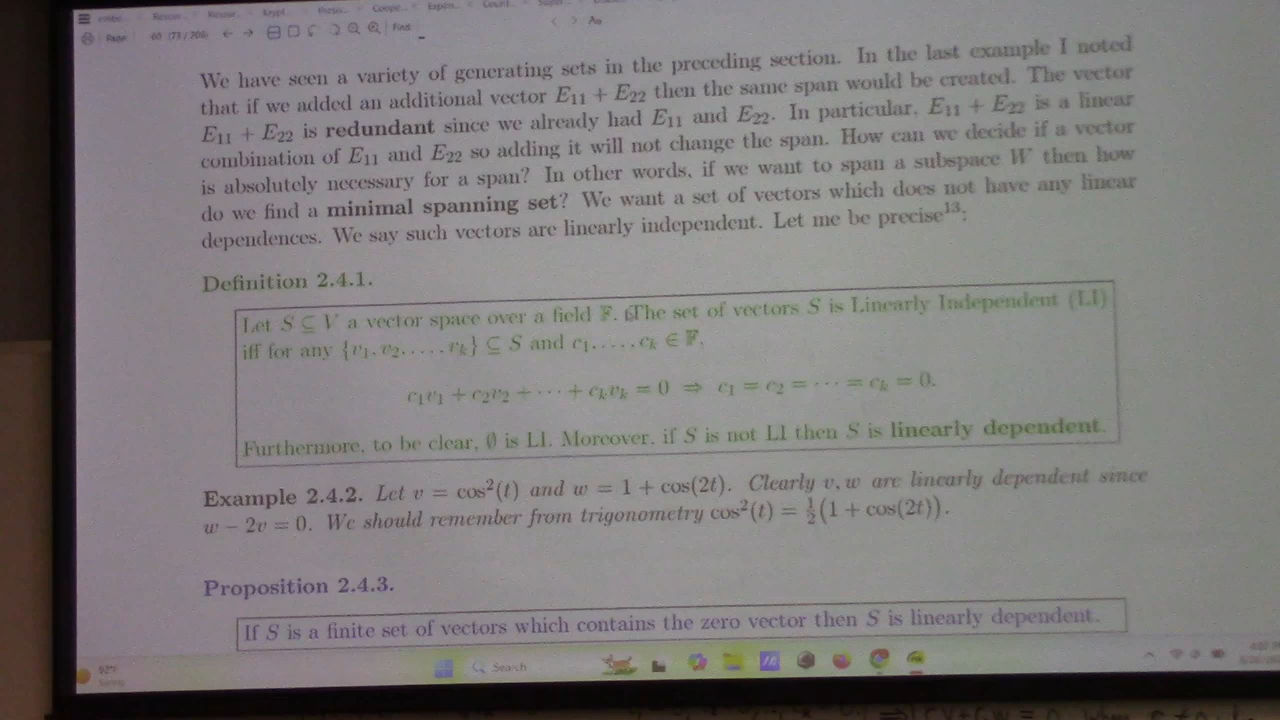 Page 60 (73 / 208) Find
We have seen a variety of generating sets in the preceding section. In the last example I noted
that if we added an additional vector E₁₁ + E₂₂ then the same span would be created. The vector
E₁₁ + E₂₂ is redundant since we already had E₁₁ and E₂₂. In particular, E₁₁ + E₂₂ is a linear
combination of E₁₁ and E₂₂ so adding it will not change the span. How can we decide if a vector
is absolutely necessary for a span? In other words, if we want to span a subspace W then how
do we find a minimal spanning set? We want a set of vectors which does not have any linear
dependences. We say such vectors are linearly independent. Let me be precise¹³:
Definition 2.4.1.
Let S ⊆ V a vector space over a field 𝔽. The set of vectors S is Linearly Independent (LI)
iff for any {v₁, v₂, . . . , vₖ} ⊆ S and c₁, . . . , cₖ ∈ 𝔽,
c₁v₁ + c₂v₂ + · · · + cₖvₖ = 0 ⇒ c₁ = c₂ = · · · = cₖ = 0.
Furthermore, to be clear, ∅ is LI. Moreover, if S is not LI then S is linearly dependent.
Example 2.4.2. Let v = cos²(t) and w = 1 + cos(2t). Clearly v, w are linearly dependent since
w − 2v = 0. We should remember from trigonometry cos²(t) = ½(1 + cos(2t)).
Proposition 2.4.3.
If S is a finite set of vectors which contains the zero vector then S is linearly dependent.
Search